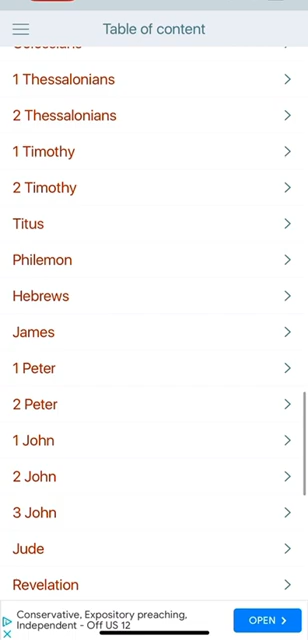 Table of content
Colossians
1 Thessalonians
2 Thessalonians
1 Timothy
2 Timothy
Titus
Philemon
Hebrews
James
1 Peter
2 Peter
1 John
2 John
3 John
Jude
Revelation
Conservative, Expository preaching,
Independent - Off US 12
OPEN